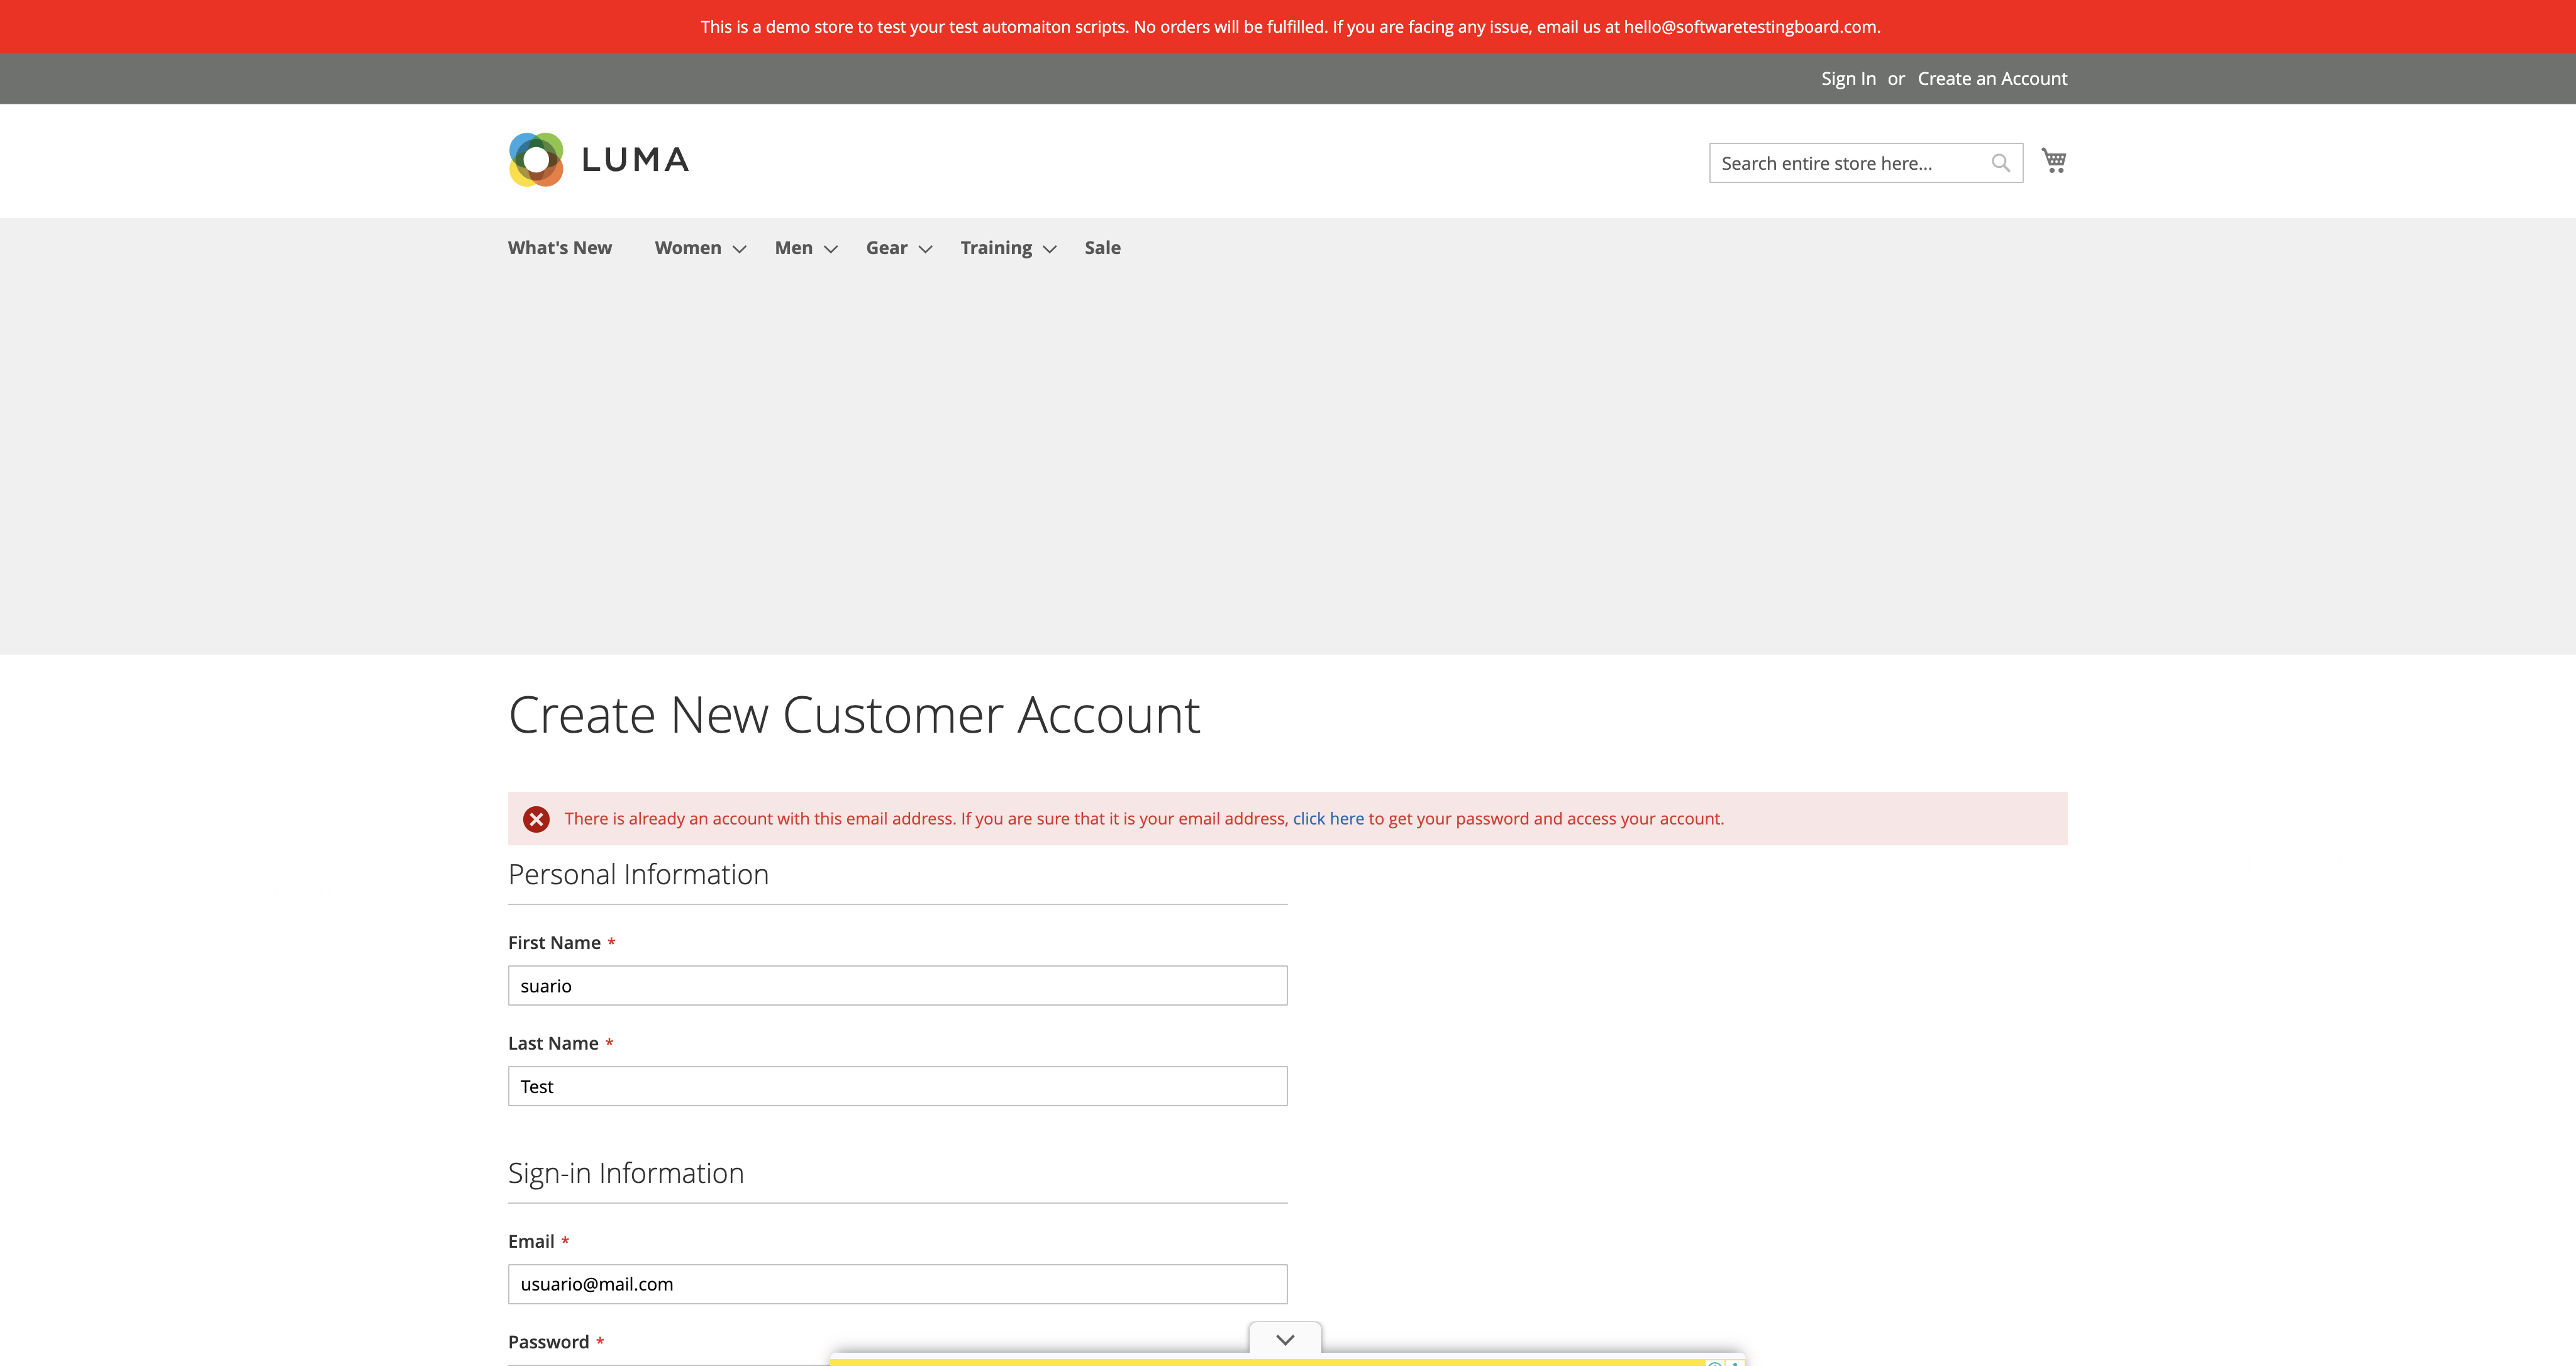 This is a demo store to test your test automaiton scripts. No orders will be fulfilled. If you are facing any issue, email us at hello@softwaretestingboard.com.
Sign In or Create an Account
LUMA
Search entire store here...
What's New Women Men Gear Training Sale
Create New Customer Account
There is already an account with this email address. If you are sure that it is your email address, click here to get your password and access your account.
Personal Information
First Name *
suario
Last Name *
Test
Sign-in Information
Email *
usuario@mail.com
Password *